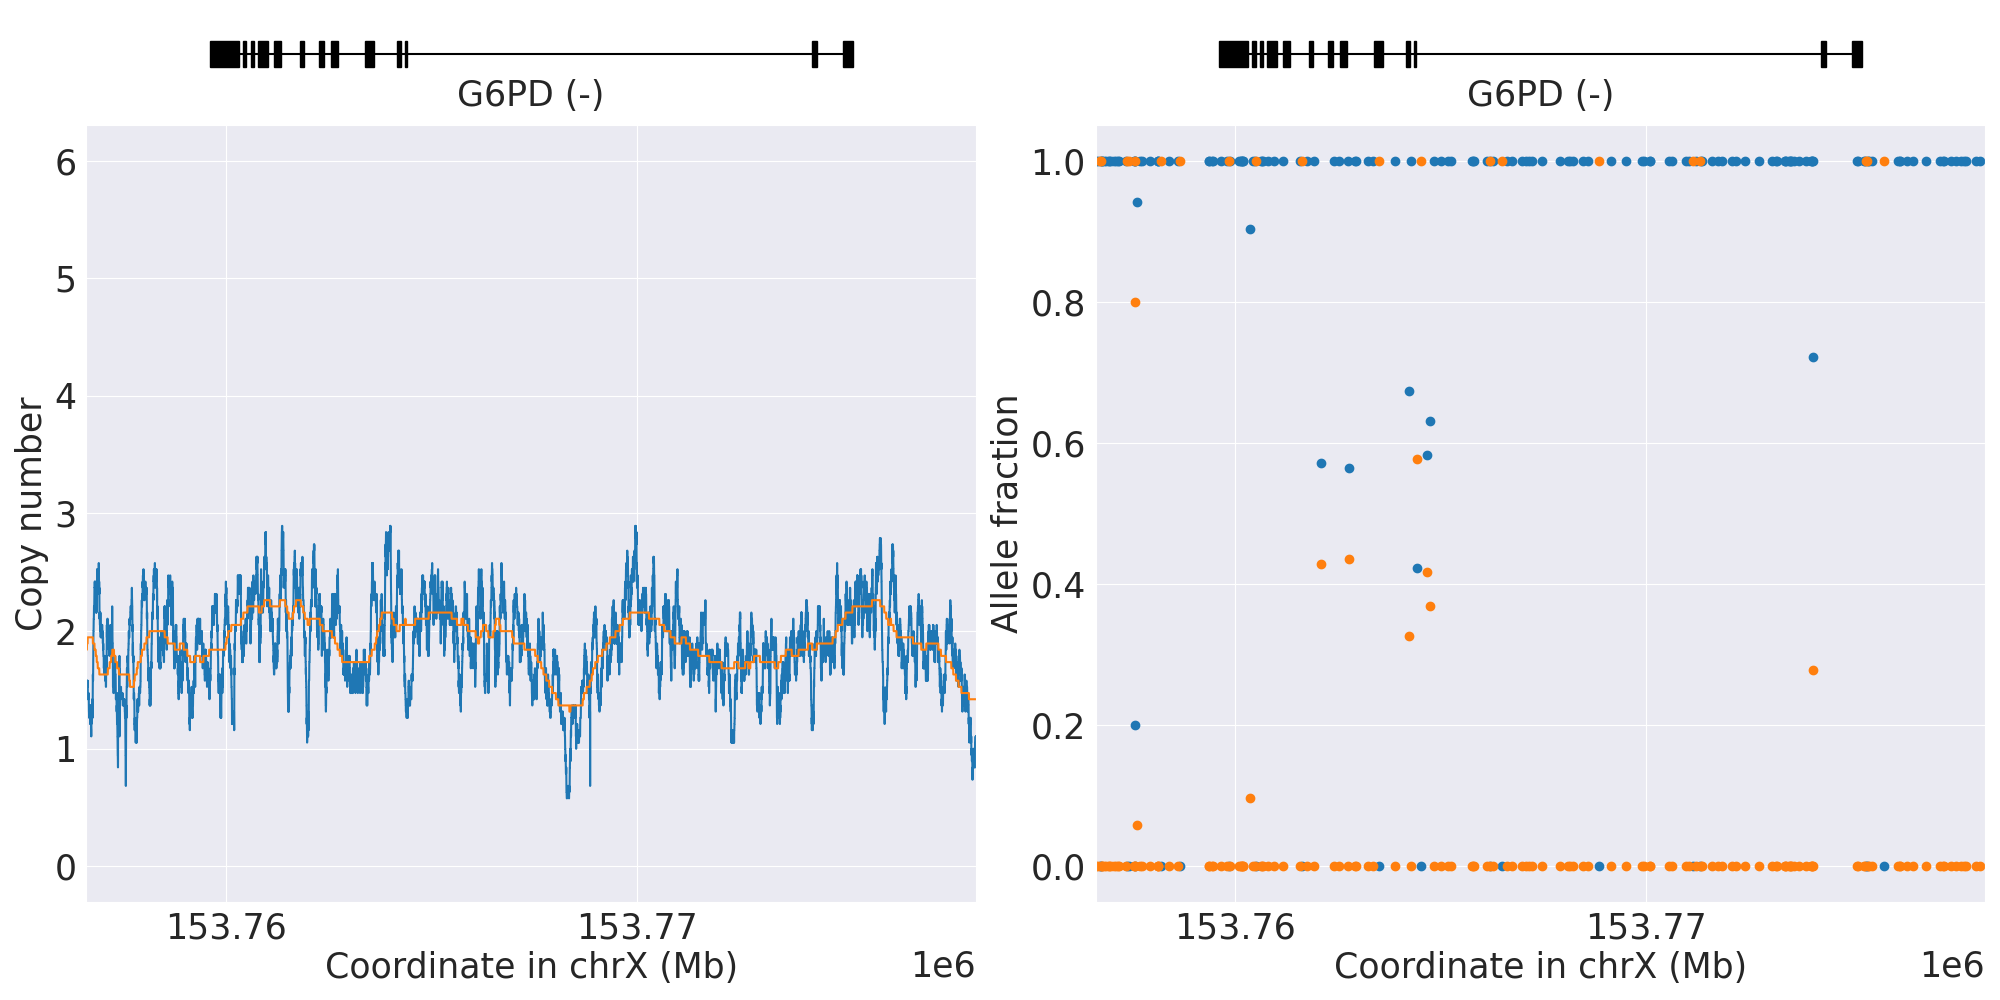 G6PD (-)
6
5
4
3
2
1
0
Copy number
153.76
153.77
Coordinate in chrX (Mb)
1e6
G6PD (-)
1.0
0.8
0.6
0.4
0.2
0.0
Allele fraction
153.76
153.77
Coordinate in chrX (Mb)
1e6